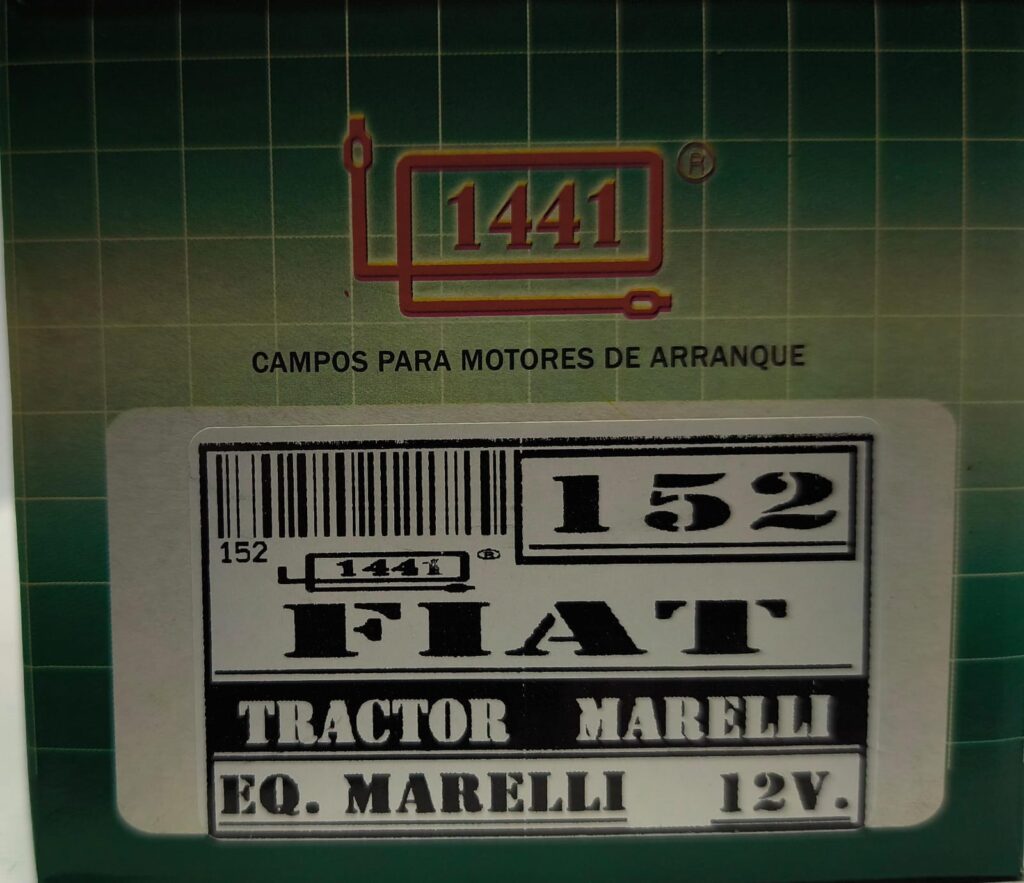 1441 ®
CAMPOS PARA MOTORES DE ARRANQUE
152
152
1441 ®
FIAT
TRACTOR MARELLI
EQ. MARELLI 12V.